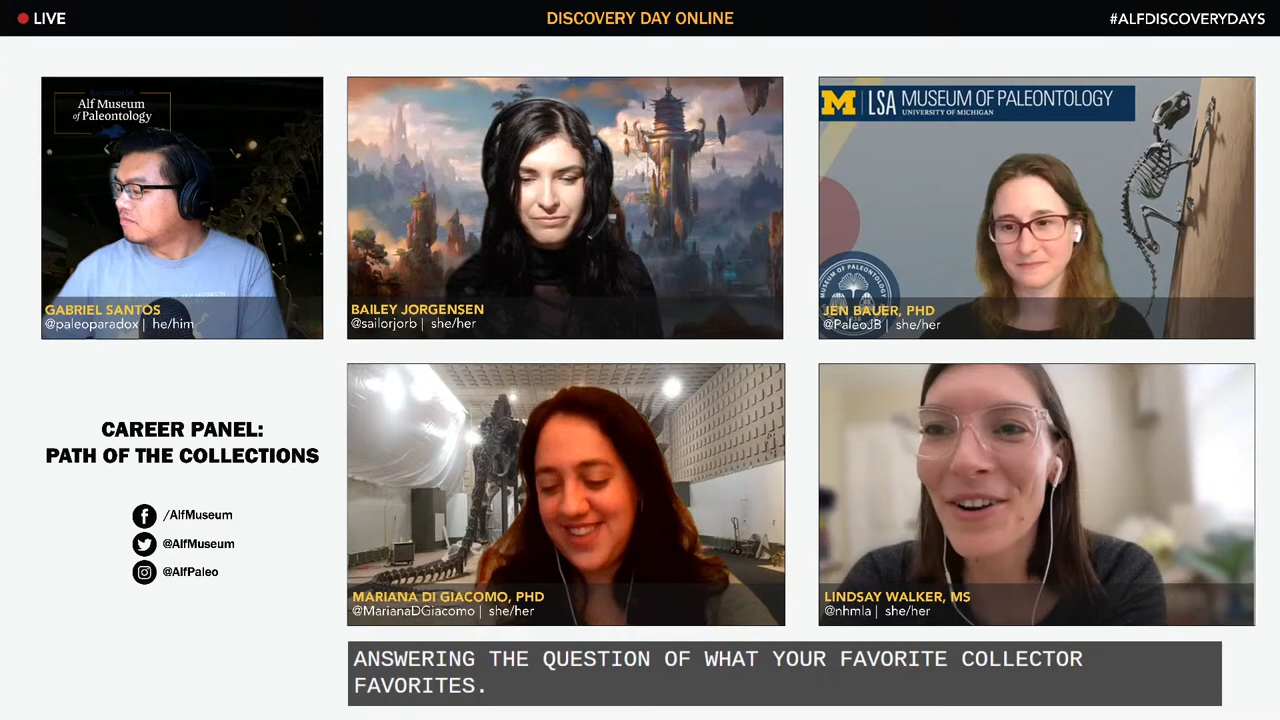 LIVE
DISCOVERY DAY ONLINE
#ALFDISCOVERYDAYS
Alf Museum
of Paleontology
GABRIEL SANTOS
@paleoparadox | he/him
BAILEY JORGENSEN
@sailorjorb | she/her
M LSA MUSEUM OF PALEONTOLOGY
UNIVERSITY OF MICHIGAN
MUSEUM OF PALEONTOLOGY
JEN BAUER, PHD
@PaleoJB | she/her
CAREER PANEL:
PATH OF THE COLLECTIONS
/AlfMuseum
@AlfMuseum
@AlfPaleo
MARIANA DI GIACOMO, PHD
@MarianaDGiacomo | she/her
LINDSAY WALKER, MS
@nhmla | she/her
ANSWERING THE QUESTION OF WHAT YOUR FAVORITE COLLECTOR
FAVORITES.